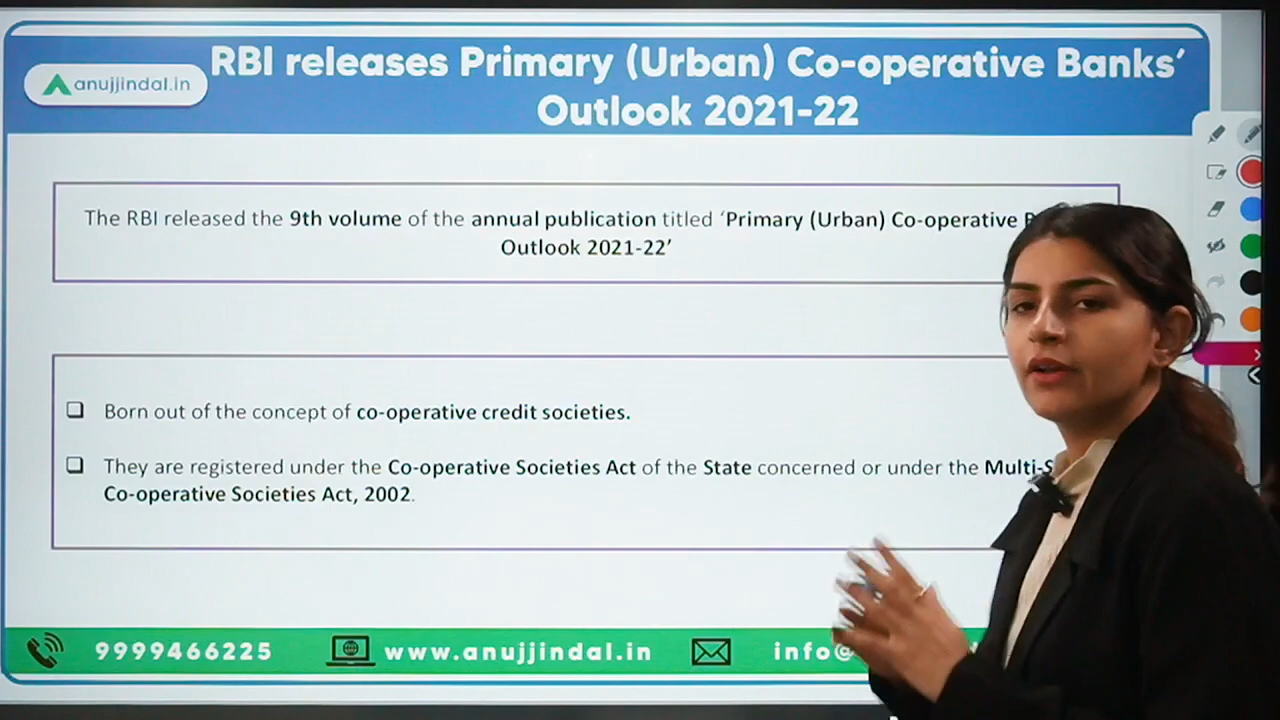 RBI releases Primary (Urban) Co-operative Banks'
anujjindal.in
Outlook 2021-22
The RBI released the 9th volume of the annual publication titled ‘Primary (Urban) Co-operative
Outlook 2021-22’
❑ Born out of the concept of co-operative credit societies.
❑ They are registered under the Co-operative Societies Act of the State concerned or under the Multi-S
Co-operative Societies Act, 2002.
9999466225
www.anujjindal.in
info@